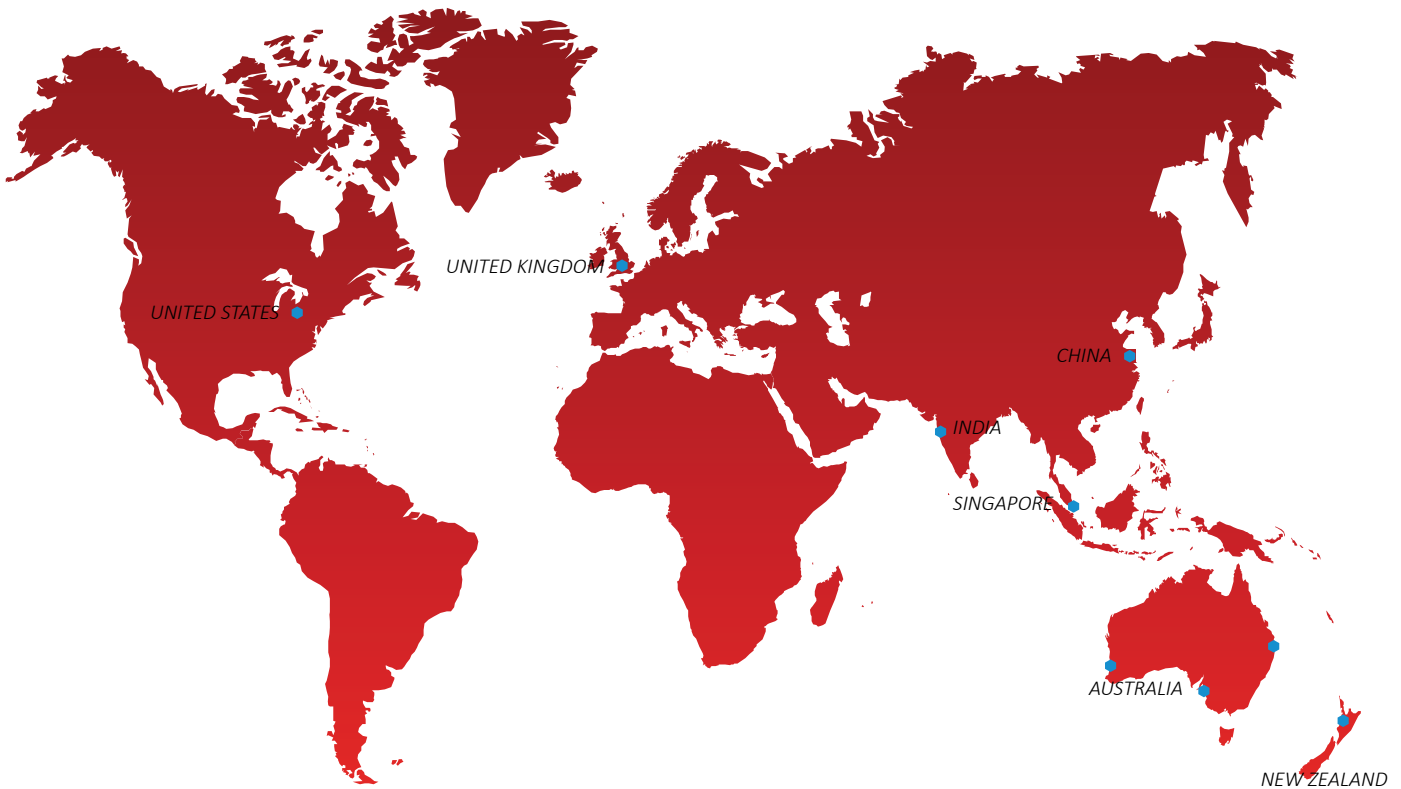 UNITED KINGDOM
UNITED STATES
CHINA
INDIA
SINGAPORE
AUSTRALIA
NEW ZEALAND